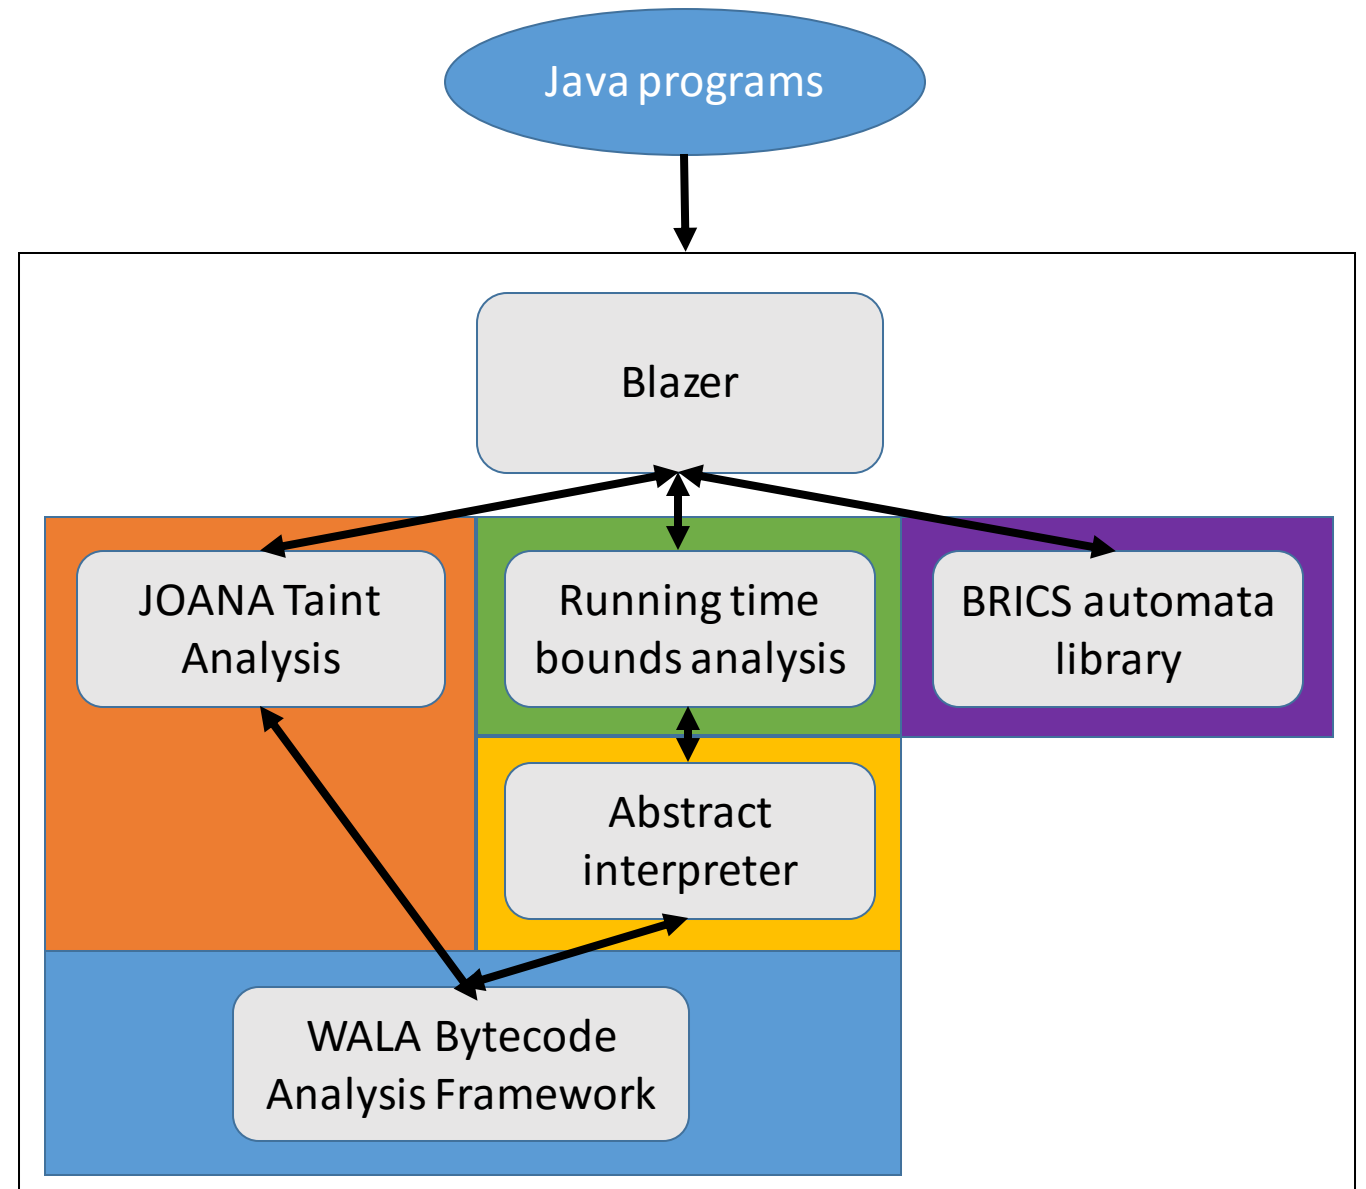 Java programs
Blazer
JOANA Taint
Analysis
Running time
bounds analysis
BRICS automata
library
Abstract
interpreter
WALA Bytecode
Analysis Framework